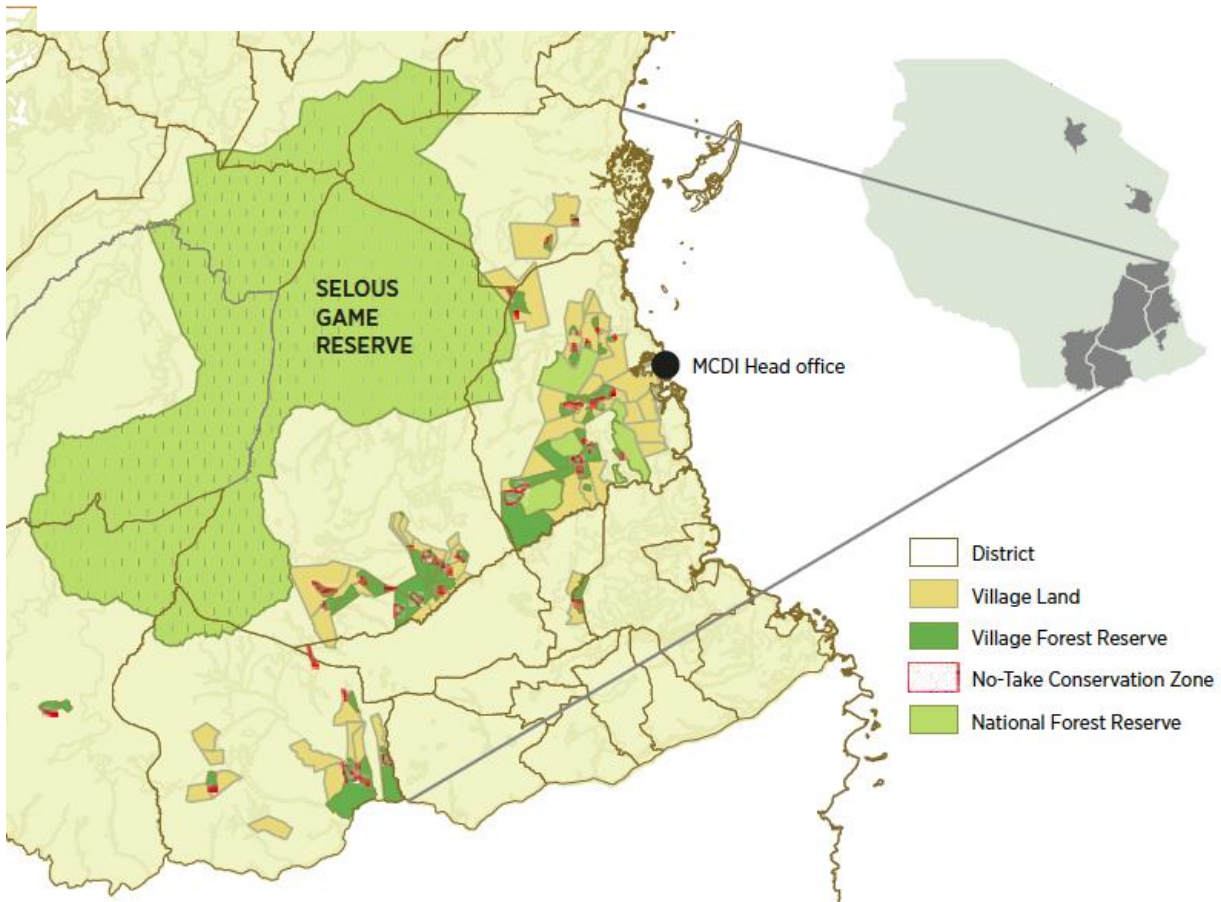 SELOUS
GAME
RESERVE
MCDI Head office
District
Village Land
Village Forest Reserve
No-Take Conservation Zone
National Forest Reserve